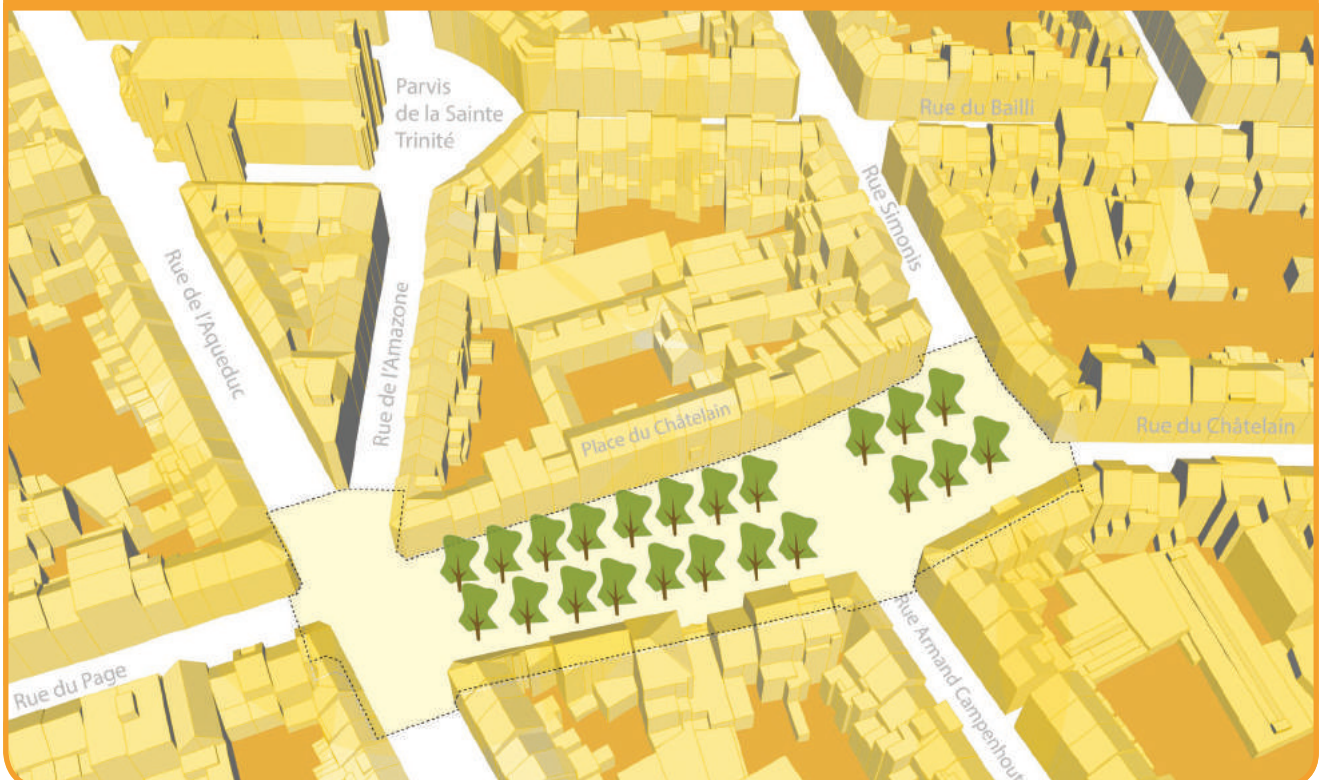 Parvis
de la Sainte
Trinité
Rue du Bailli
Rue Simonis
Rue de l'Aqueduc
Rue de l'Amazone
Place du Châtelain
Rue du Châtelain
Rue du Page
Rue Armand Campenhout